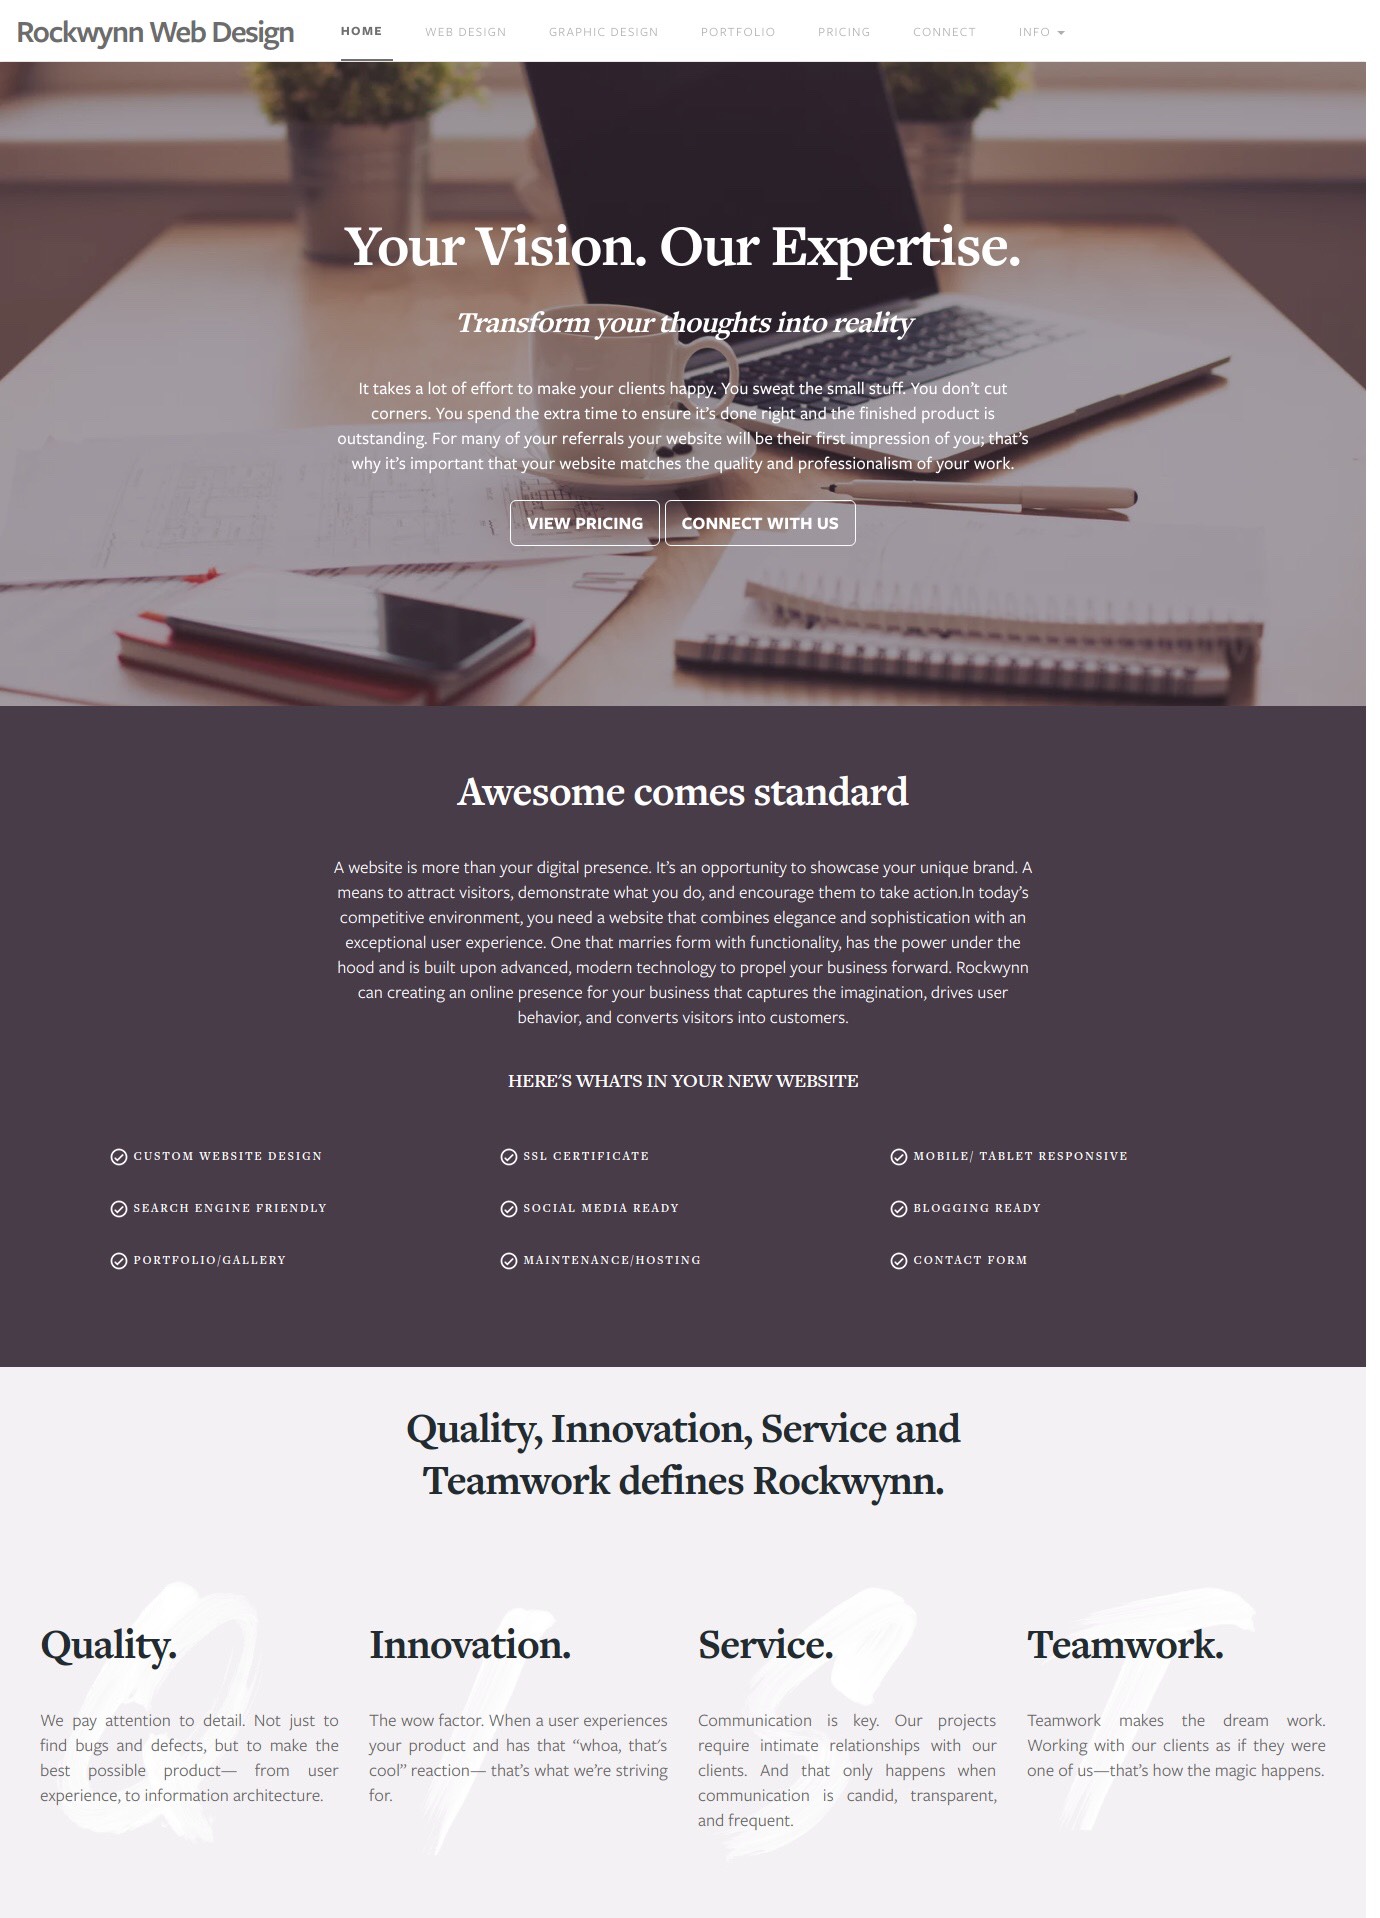 Rockwynn Web Design HOME WEB DESIGN GRAPHIC DESIGN PORTFOLIO PRICING CONNECT INFO
Your Vision. Our Expertise.
Transform your thoughts into reality
It takes a lot of effort to make your clients happy. You sweat the small stuff. You don’t cut
corners. You spend the extra time to ensure it’s done right and the finished product is
outstanding. For many of your referrals your website will be their first impression of you; that’s
why it’s important that your website matches the quality and professionalism of your work.
VIEW PRICING CONNECT WITH US
Awesome comes standard
A website is more than your digital presence. It’s an opportunity to showcase your unique brand. A
means to attract visitors, demonstrate what you do, and encourage them to take action.In today’s
competitive environment, you need a website that combines elegance and sophistication with an
exceptional user experience. One that marries form with functionality, has the power under the
hood and is built upon advanced, modern technology to propel your business forward. Rockwynn
can creating an online presence for your business that captures the imagination, drives user
behavior, and converts visitors into customers.
HERE’S WHATS IN YOUR NEW WEBSITE
CUSTOM WEBSITE DESIGN SSL CERTIFICATE MOBILE/ TABLET RESPONSIVE
SEARCH ENGINE FRIENDLY SOCIAL MEDIA READY BLOGGING READY
PORTFOLIO/GALLERY MAINTENANCE/HOSTING CONTACT FORM
Quality, Innovation, Service and
Teamwork defines Rockwynn.
Q
Quality.
We pay attention to detail. Not just to
find bugs and defects, but to make the
best possible product— from user
experience, to information architecture.
I
Innovation.
The wow factor. When a user experiences
your product and has that “whoa, that's
cool” reaction— that’s what we’re striving
for.
S
Service.
Communication is key. Our projects
require intimate relationships with our
clients. And that only happens when
communication is candid, transparent,
and frequent.
T
Teamwork.
Teamwork makes the dream work.
Working with our clients as if they were
one of us—that’s how the magic happens.